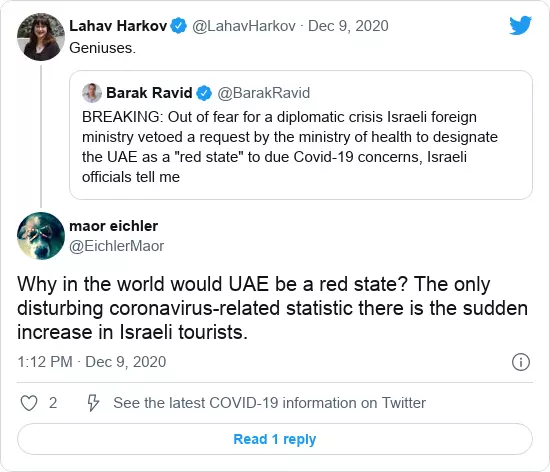 Lahav Harkov @LahavHarkov · Dec 9, 2020
Geniuses.
Barak Ravid @BarakRavid
BREAKING: Out of fear for a diplomatic crisis Israeli foreign
ministry vetoed a request by the ministry of health to designate
the UAE as a "red state" to due Covid-19 concerns, Israeli
officials tell me
maor eichler
@EichlerMaor
Why in the world would UAE be a red state? The only
disturbing coronavirus-related statistic there is the sudden
increase in Israeli tourists.
1:12 PM · Dec 9, 2020
2 See the latest COVID-19 information on Twitter
Read 1 reply